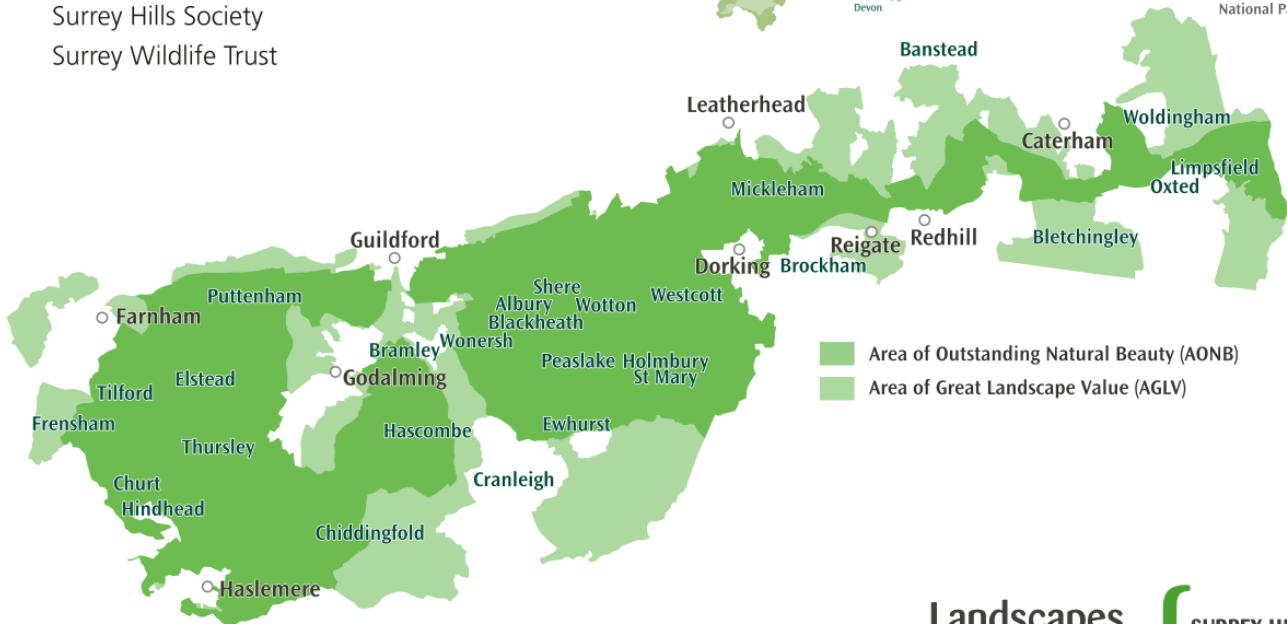 Surrey Hills Society
Surrey Wildlife Trust
Devon
National
Banstead
Leatherhead
Woldingham
Caterham
Limpsfield
Oxted
Mickleham
Guildford
Reigate
Redhill
Bletchingley
Dorking
Brockham
Puttenham
Shere
Westcott
Albury
Wotton
Farnham
Blackheath
Wonersh
Bramley
Area of Outstanding Natural Beauty (AONB)
Peaslake
Holmbury
St Mary
Godalming
Elstead
Area of Great Landscape Value (AGLV)
Tilford
Frensham
Ewhurst
Hascombe
Thursley
Cranleigh
Churt
Hindhead
Chiddingfold
Haslemere
Landscapes
SURREY